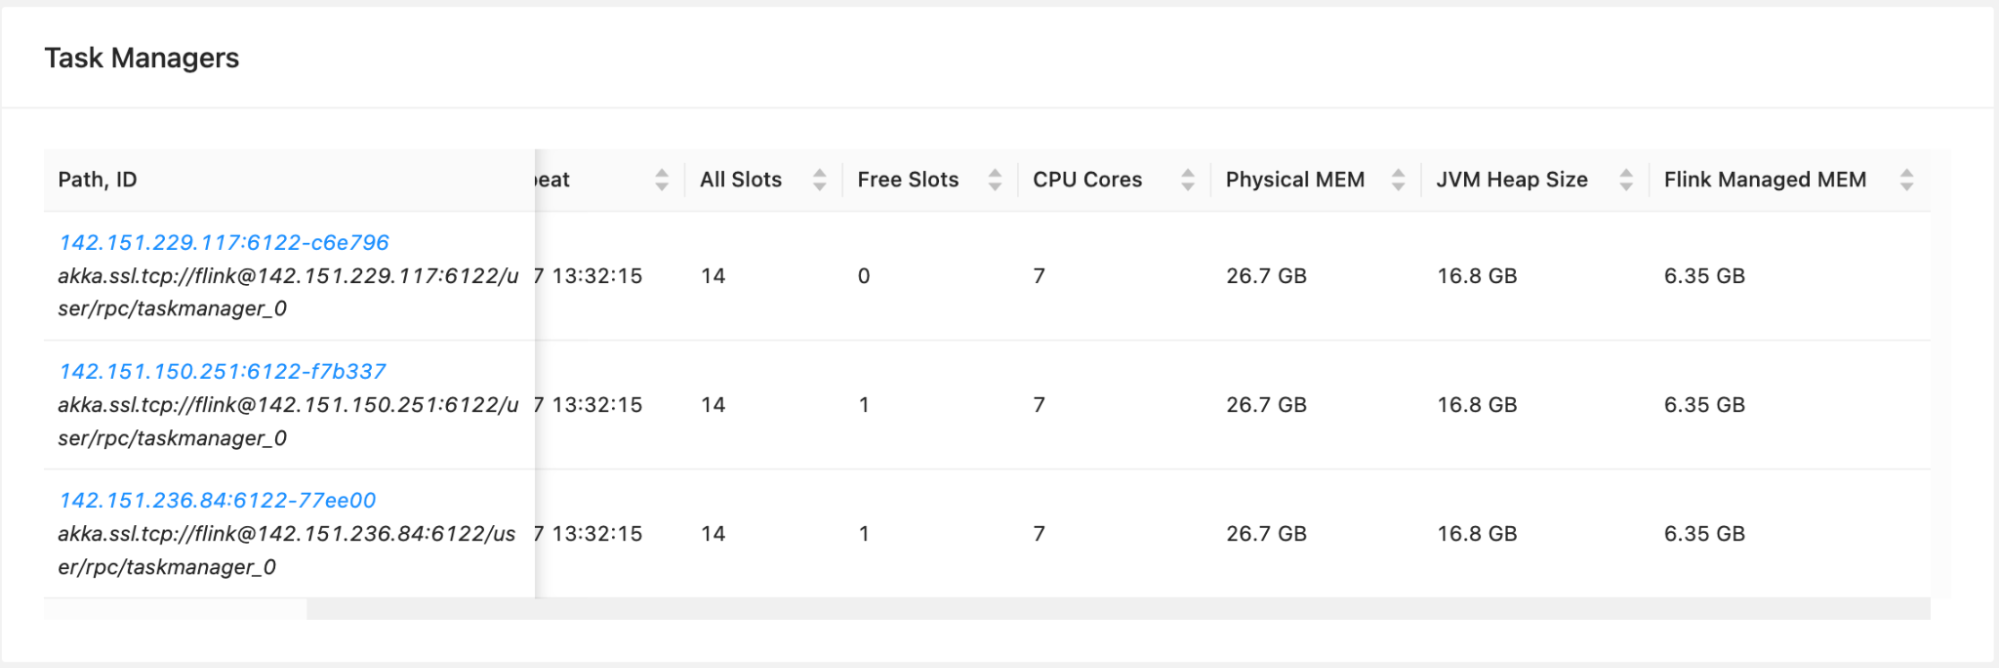 Task Managers
Path, ID eat All Slots Free Slots CPU Cores Physical MEM JVM Heap Size Flink Managed MEM
142.151.229.117:6122-c6e796
akka.ssl.tcp://flink@142.151.229.117:6122/u 7 13:32:15 14 0 7 26.7 GB 16.8 GB 6.35 GB
ser/rpc/taskmanager_0
142.151.150.251:6122-f7b337
akka.ssl.tcp://flink@142.151.150.251:6122/u 7 13:32:15 14 1 7 26.7 GB 16.8 GB 6.35 GB
ser/rpc/taskmanager_0
142.151.236.84:6122-77ee00
akka.ssl.tcp://flink@142.151.236.84:6122/us 7 13:32:15 14 1 7 26.7 GB 16.8 GB 6.35 GB
er/rpc/taskmanager_0